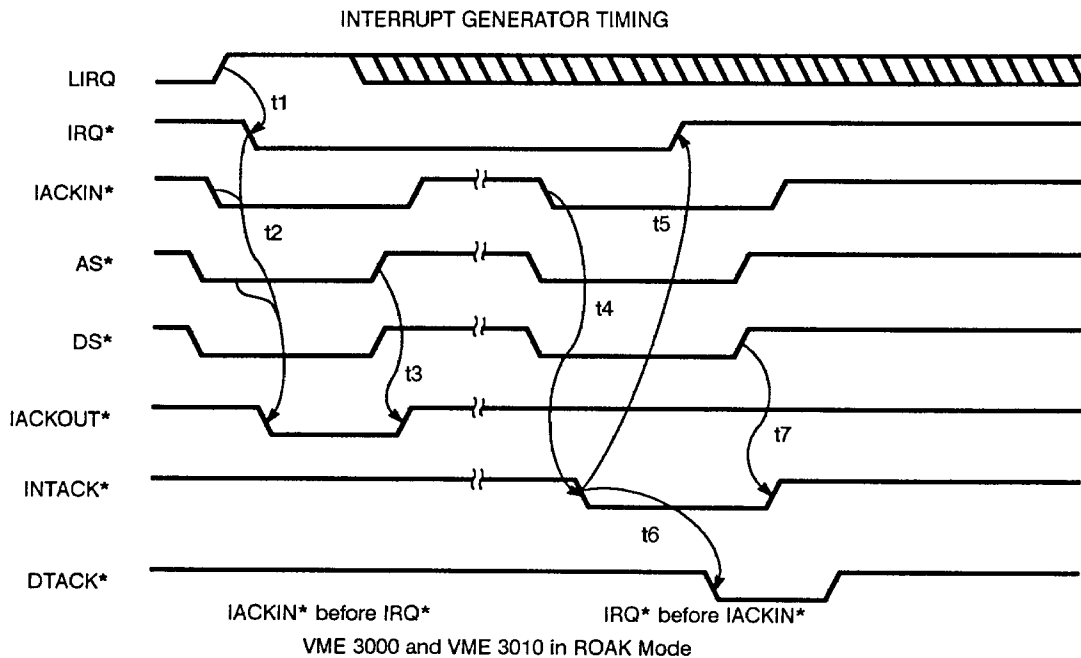 INTERRUPT GENERATOR TIMING
LIRQ
t1
IRQ*
IACKIN*
t2
t5
AS*
t4
DS*
t3
IACKOUT*
t7
INTACK*
t6
DTACK*
IACKIN* before IRQ*
IRQ* before IACKIN*
VME 3000 and VME 3010 in ROAK Mode